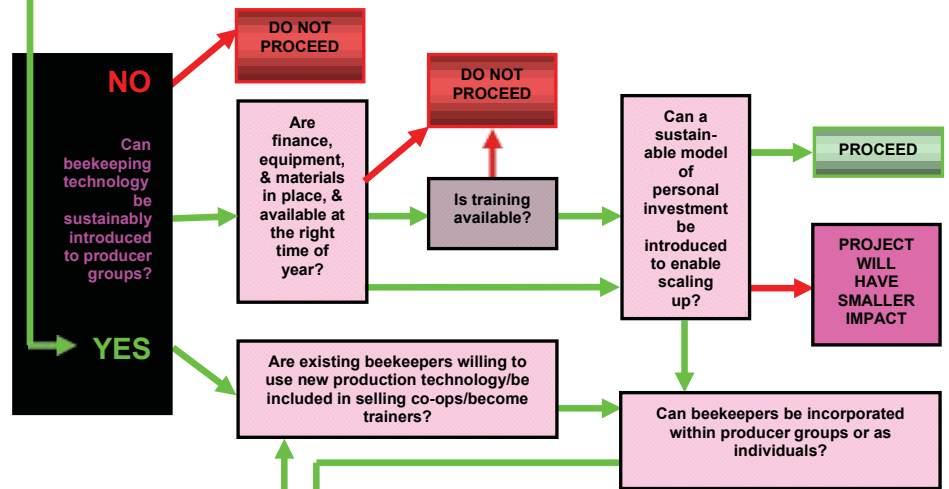 NO
Can
beekeeping
technology
be
sustainably
introduced
to producer
groups?
YES
DO NOT
PROCEED
Are
finance,
equipment,
& materials
in place, &
available at
the right
time of
year?
DO NOT
PROCEED
Is training
available?
Can a
sustain-
able model
of
personal
investment
be
introduced
to enable
scaling
up?
PROCEED
PROJECT
WILL
HAVE
SMALLER
IMPACT
Are existing beekeepers willing to
use new production technology/be
included in selling co-ops/become
trainers?
Can beekeepers be incorporated
within producer groups or as
individuals?